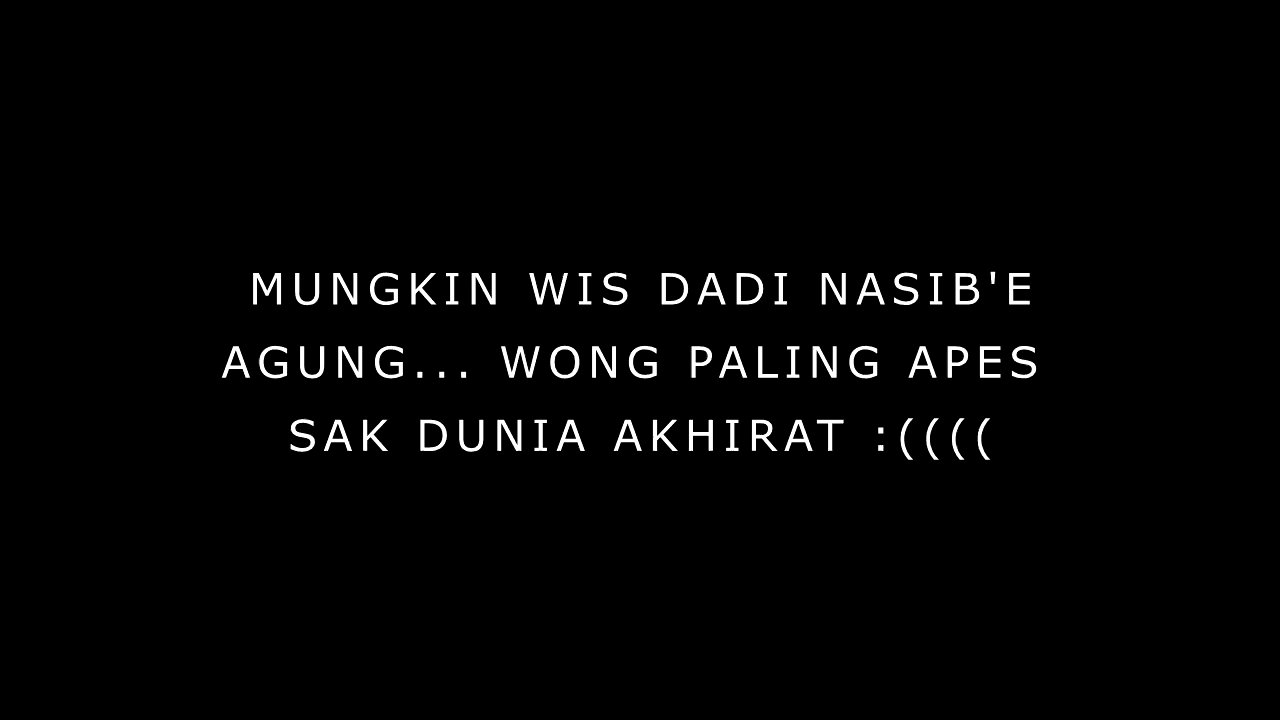 MUNGKIN WIS DADI NASIB'E
AGUNG... WONG PALING APES
SAK DUNIA AKHIRAT :((((